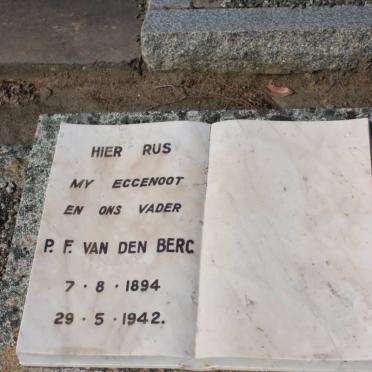 HIER RUS
MY EGGENOOT
EN ONS VADER
P. F. VAN DEN BERG
7 · 8 · 1894
29 · 5 · 1942.